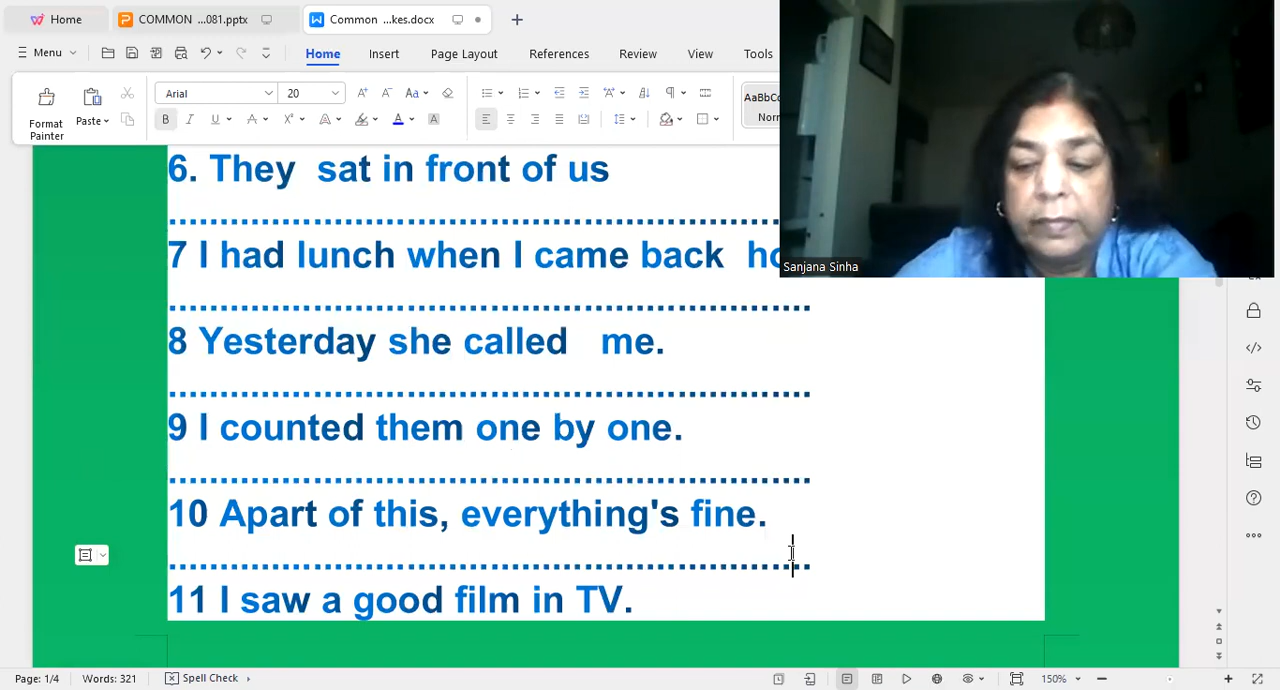 Home
COMMON ...081.pptx
Common ...kes.docx
Menu
Home
Insert
Page Layout
References
Review
View
Tools
Format
Painter
Paste
Arial
20
AaBbCc
Norr
6. They sat in front of us
7 I had lunch when I came back ho
8 Yesterday she called me.
9 I counted them one by one.
10 Apart of this, everything's fine.
11 I saw a good film in TV.
Sanjana Sinha
Page: 1/4
Words: 321
Spell Check
150%